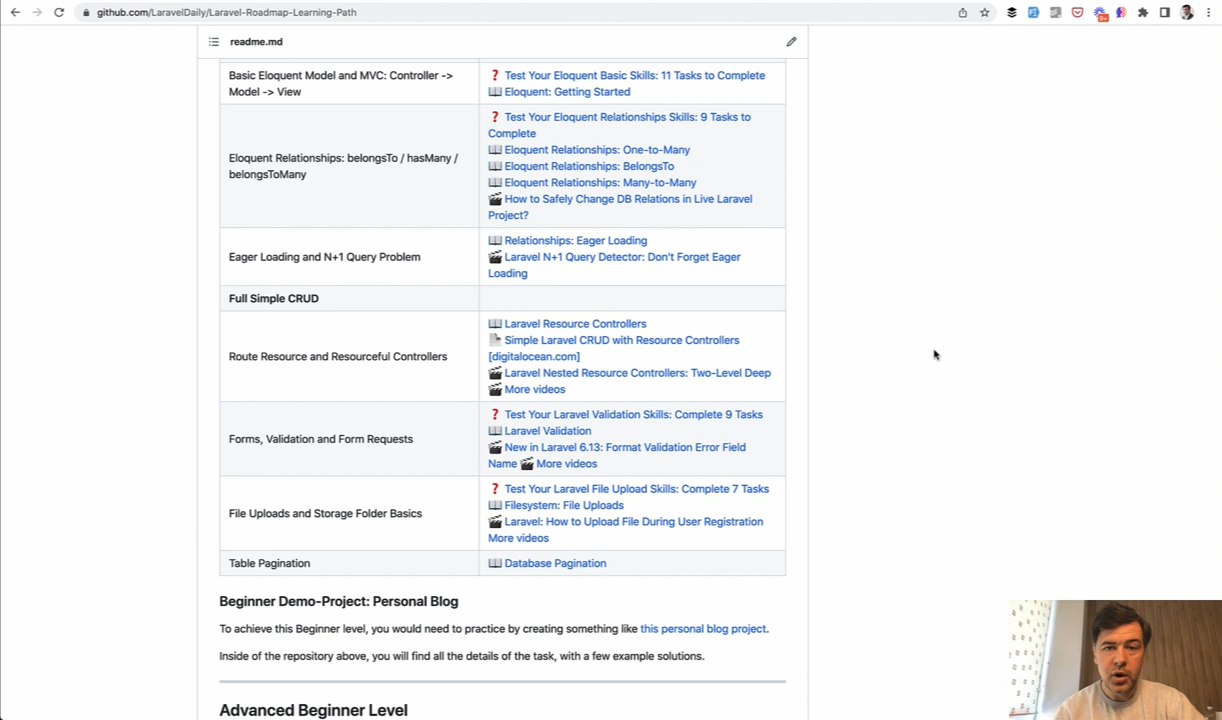 github.com/LaravelDaily/Laravel-Roadmap-Learning-Path
9+
readme.md
Basic Eloquent Model and MVC: Controller ->
Model -> View
❓ Test Your Eloquent Basic Skills: 11 Tasks to Complete
📖 Eloquent: Getting Started
Eloquent Relationships: belongsTo / hasMany /
belongsToMany
❓ Test Your Eloquent Relationships Skills: 9 Tasks to
Complete
📖 Eloquent Relationships: One-to-Many
📖 Eloquent Relationships: BelongsTo
📖 Eloquent Relationships: Many-to-Many
🎬 How to Safely Change DB Relations in Live Laravel
Project?
Eager Loading and N+1 Query Problem
📖 Relationships: Eager Loading
🎬 Laravel N+1 Query Detector: Don't Forget Eager
Loading
Full Simple CRUD
Route Resource and Resourceful Controllers
📖 Laravel Resource Controllers
📄 Simple Laravel CRUD with Resource Controllers
[digitalocean.com]
🎬 Laravel Nested Resource Controllers: Two-Level Deep
🎬 More videos
Forms, Validation and Form Requests
❓ Test Your Laravel Validation Skills: Complete 9 Tasks
📖 Laravel Validation
🎬 New in Laravel 6.13: Format Validation Error Field
Name 🎬 More videos
File Uploads and Storage Folder Basics
❓ Test Your Laravel File Upload Skills: Complete 7 Tasks
📖 Filesystem: File Uploads
🎬 Laravel: How to Upload File During User Registration
More videos
Table Pagination
📖 Database Pagination
Beginner Demo-Project: Personal Blog
To achieve this Beginner level, you would need to practice by creating something like this personal blog project.
Inside of the repository above, you will find all the details of the task, with a few example solutions.
Advanced Beginner Level